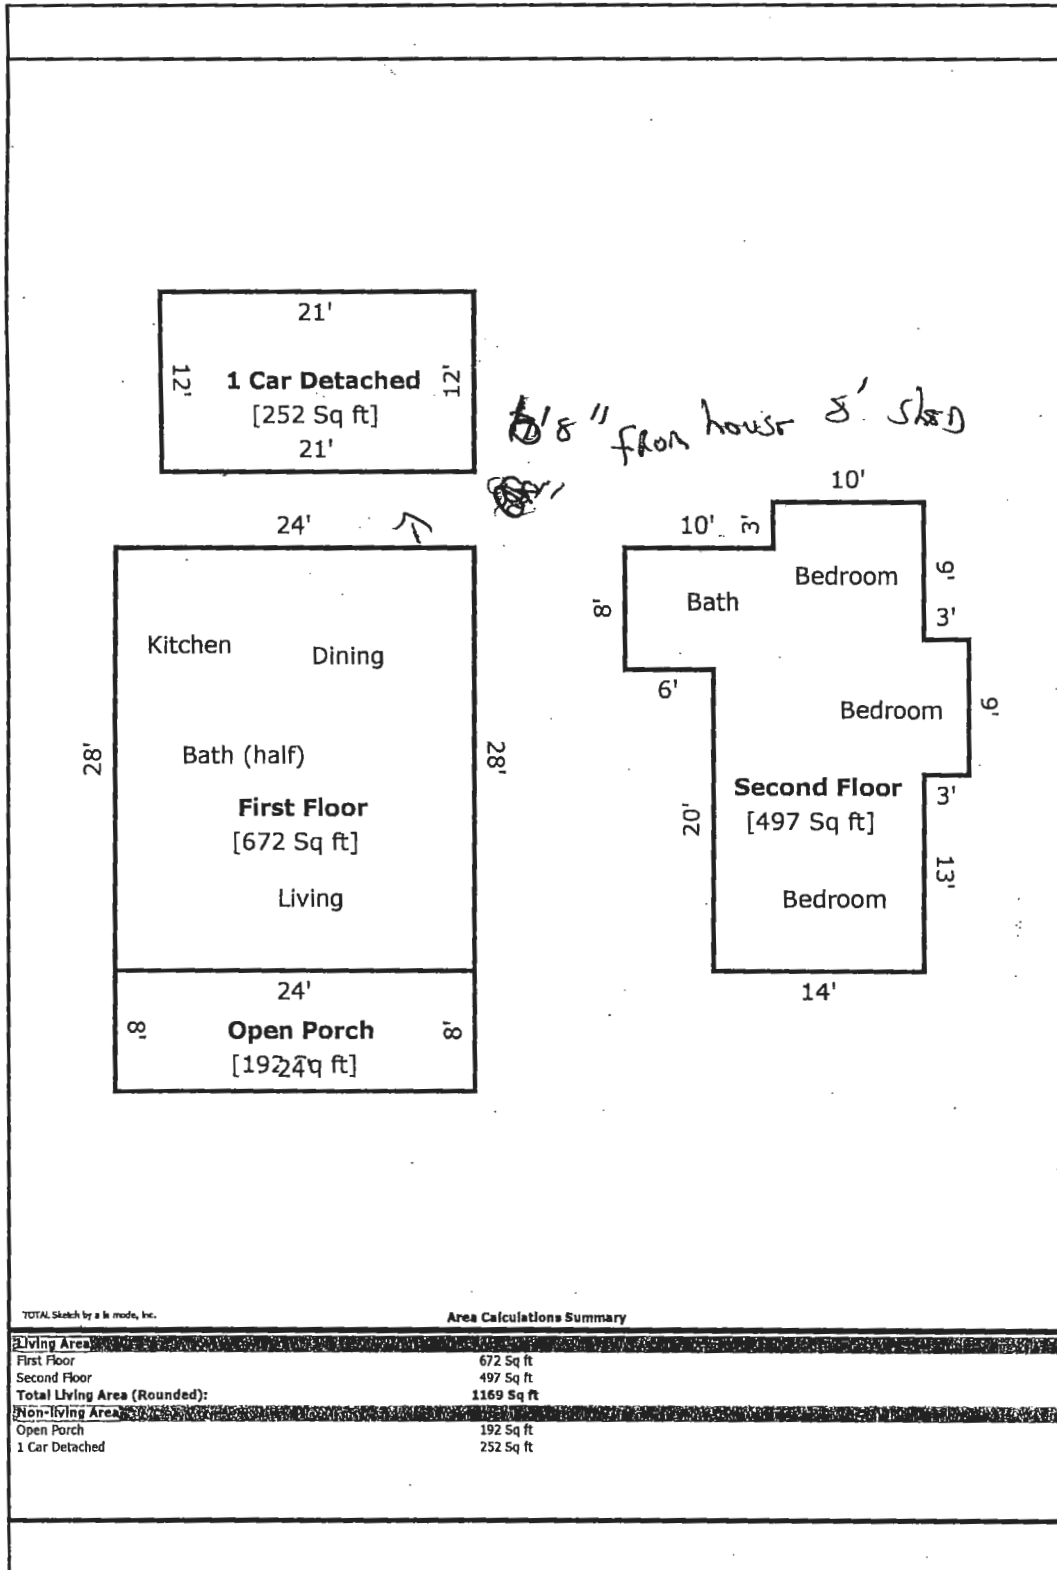 21'
12'
1 Car Detached
12'
[252 Sq ft]
21'
8" from house 8' shed
10'
24'
10'
3'
Bedroom
9'
8'
Bath
3'
Kitchen
Dining
6'
Bedroom
9'
28'
Bath (half)
28'
Second Floor
3'
First Floor
[497 Sq ft]
20'
[672 Sq ft]
13'
Living
Bedroom
24'
14'
8'
Open Porch
8'
[192 Sq ft]
24'
TOTAL Sketch by a la mode, inc.
Area Calculations Summary
Living Area
First Floor 672 Sq ft
Second Floor 497 Sq ft
Total Living Area (Rounded): 1169 Sq ft
Non-living Area
Open Porch 192 Sq ft
1 Car Detached 252 Sq ft